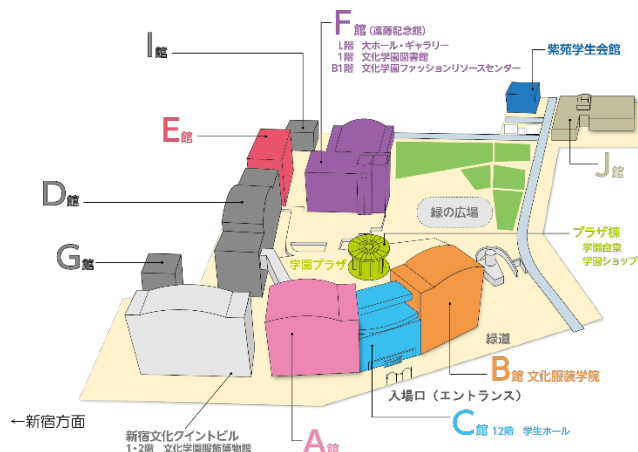 I館
F館(遠藤記念館)
L階 大ホール・ギャラリー
1階 文化学園図書館
B1階 文化学園ファッションリソースセンター
紫苑学生会館
E館
J館
D館
緑の広場
プラザ棟
学園食堂
学園ショップ
G館
学園プラザ
緑道
B館 文化服装学院
入場口(エントランス)
←新宿方面
C館 12階 学生ホール
新宿文化クイントビル
1・2階 文化学園服飾博物館
A館